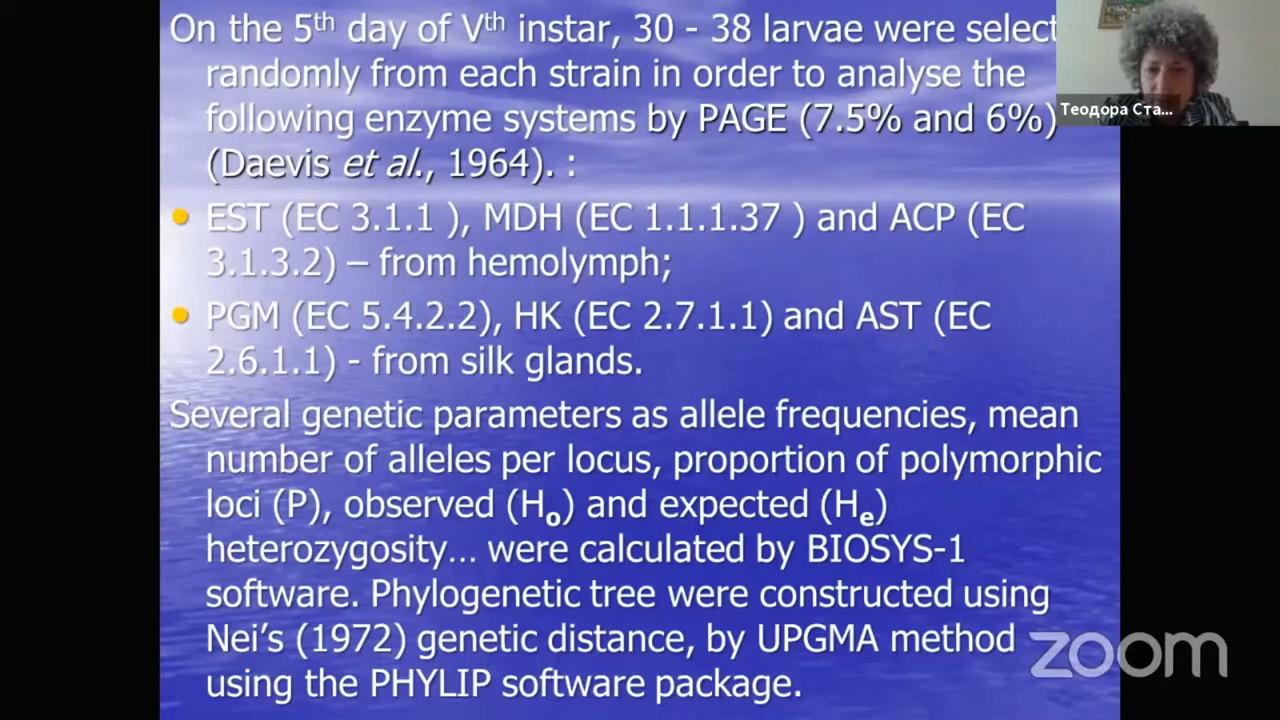 On the 5th day of Vth instar, 30 - 38 larvae were select
randomly from each strain in order to analyse the
following enzyme systems by PAGE (7.5% and 6%)
(Daevis et al., 1964). :
• EST (EC 3.1.1 ), MDH (EC 1.1.1.37 ) and ACP (EC
3.1.3.2) – from hemolymph;
• PGM (EC 5.4.2.2), HK (EC 2.7.1.1) and AST (EC
2.6.1.1) - from silk glands.
Several genetic parameters as allele frequencies, mean
number of alleles per locus, proportion of polymorphic
loci (P), observed (Ho) and expected (He)
heterozygosity... were calculated by BIOSYS-1
software. Phylogenetic tree were constructed using
Nei's (1972) genetic distance, by UPGMA method
using the PHYLIP software package.
Теодора Ста...
zoom